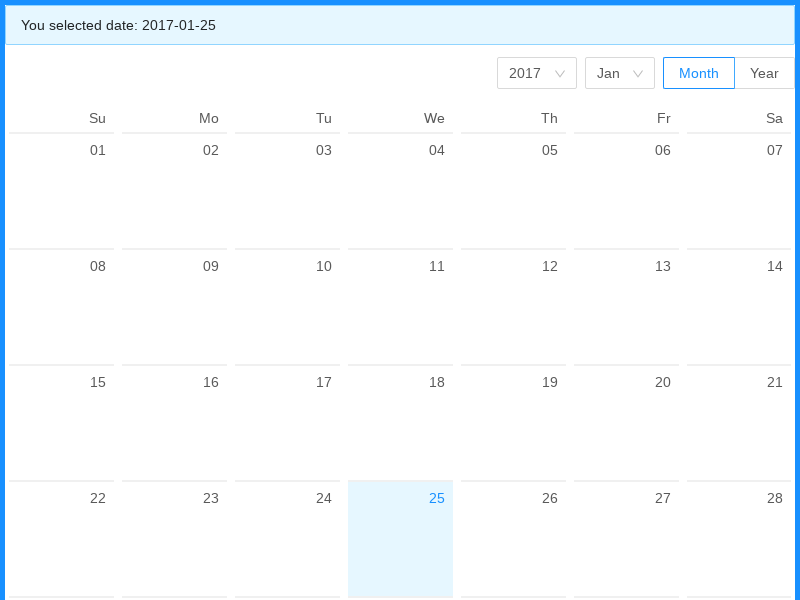 You selected date: 2017-01-25
2017 Jan Month Year
Su Mo Tu We Th Fr Sa
01 02 03 04 05 06 07
08 09 10 11 12 13 14
15 16 17 18 19 20 21
22 23 24 25 26 27 28